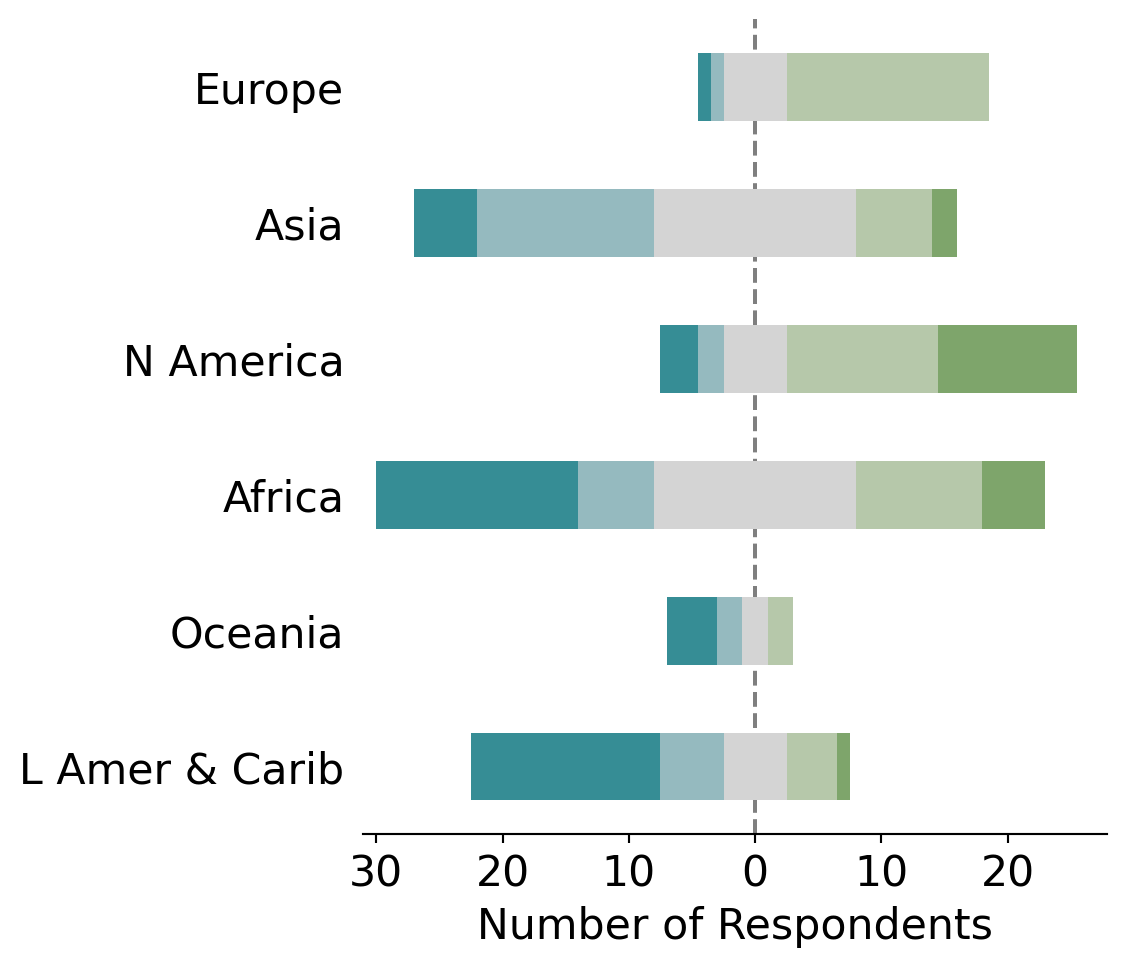 Europe
Asia
N America
Africa
Oceania
L Amer & Carib
30 20 10 0 10 20
Number of Respondents